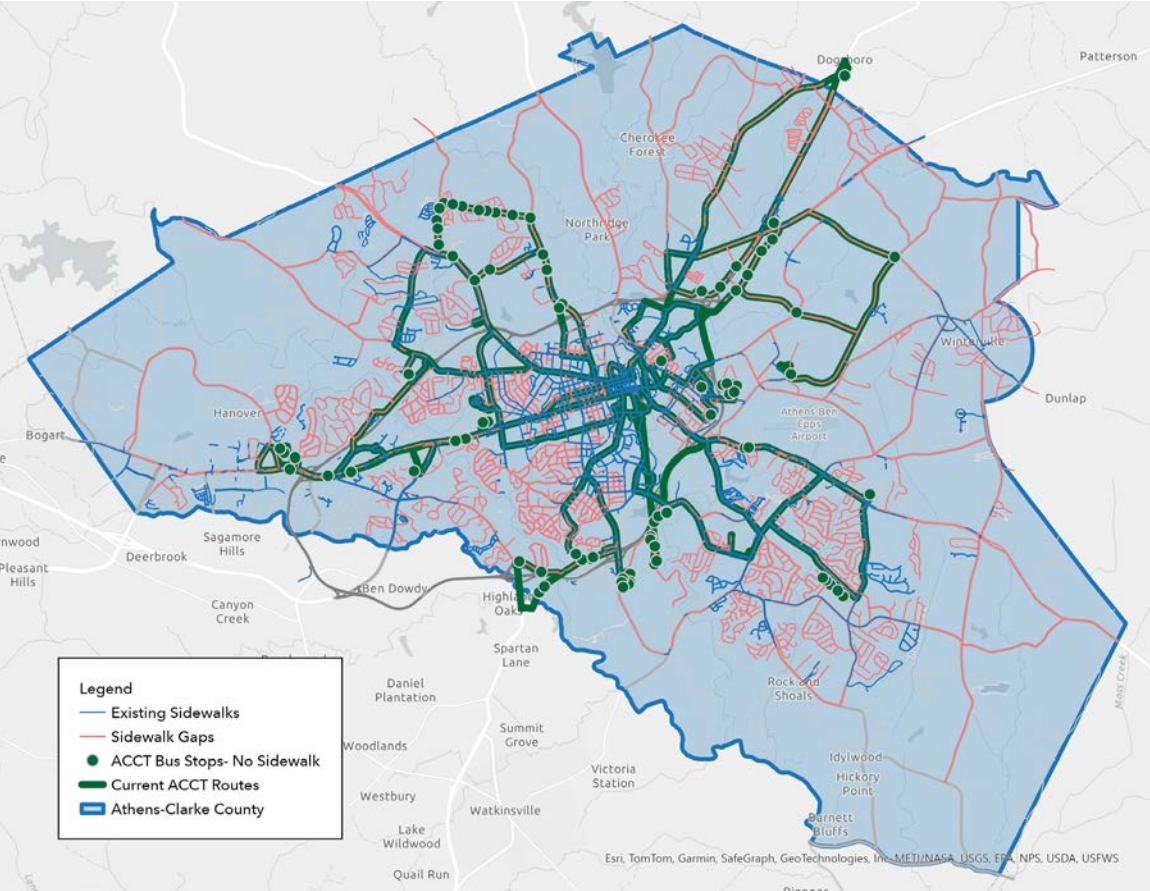 Dogsboro
Patterson
Cherokee
Forest
Northridge
Park
Winterville
Dunlap
Hanover
Athens Ben
Epps
Airport
Bogart
Sagamore
Hills
Deerbrook
Pleasant
Hills
Ben Dowdy
Canyon
Creek
Highland
Oaks
Spartan
Lane
Daniel
Plantation
Rock and
Shoals
Moss Creek
Summit
Grove
Woodlands
Idylwood
Hickory
Point
Victoria
Station
Westbury
Watkinsville
Barnett
Bluffs
Lake
Wildwood
Quail Run
Legend
Existing Sidewalks
Sidewalk Gaps
ACCT Bus Stops- No Sidewalk
Current ACCT Routes
Athens-Clarke County
Esri, TomTom, Garmin, SafeGraph, GeoTechnologies, Inc, METI/NASA, USGS, EPA, NPS, USDA, USFWS